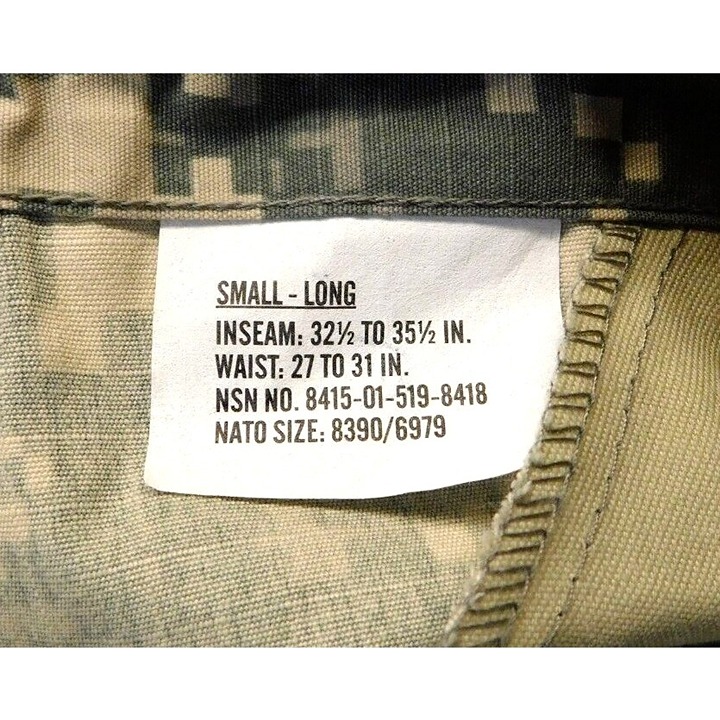 SMALL - LONG
INSEAM: 32½ TO 35½ IN.
WAIST: 27 TO 31 IN.
NSN NO. 8415-01-519-8418
NATO SIZE: 8390/6979